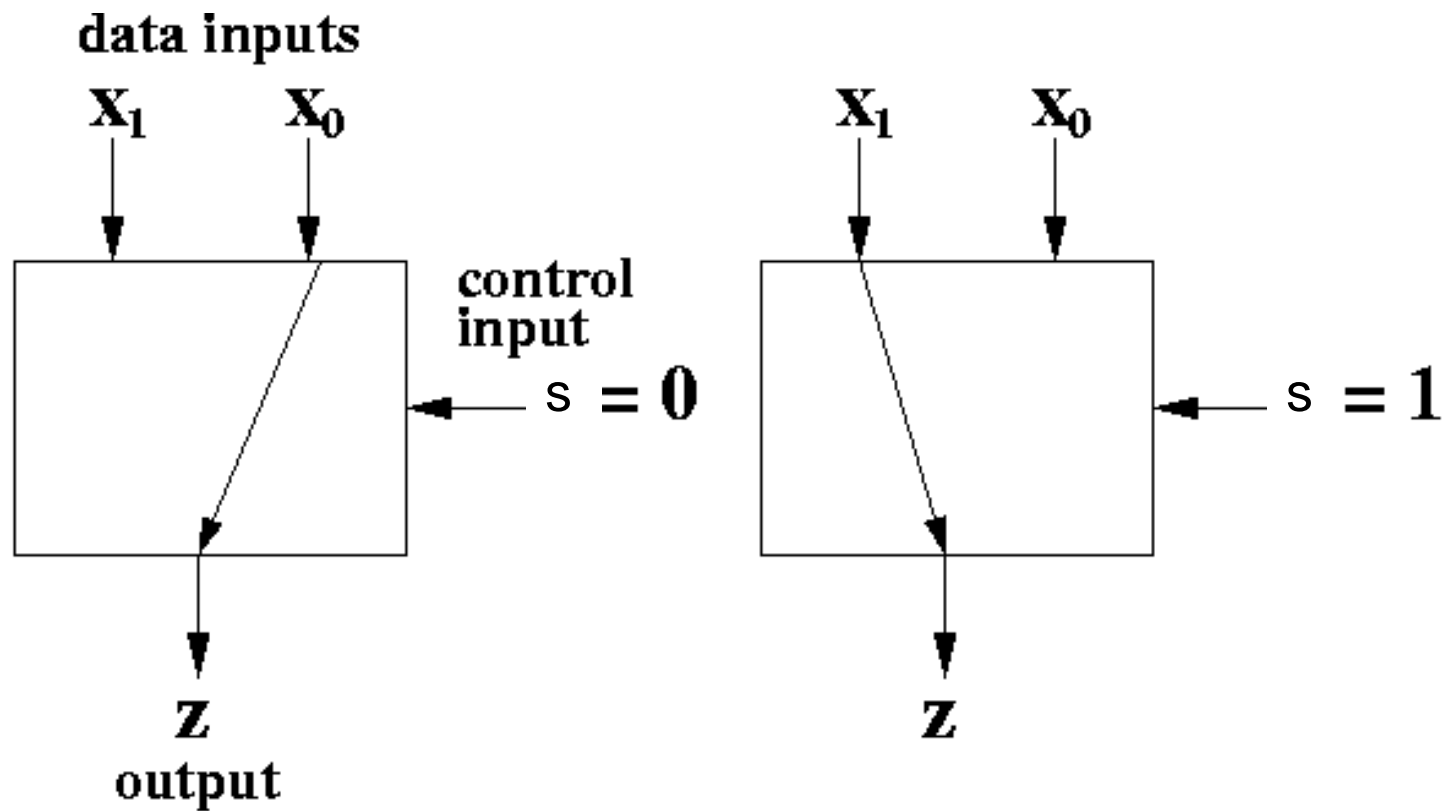 data inputs
x₁ x₀
control
input
s = 0
z
output
x₁ x₀
s = 1
z